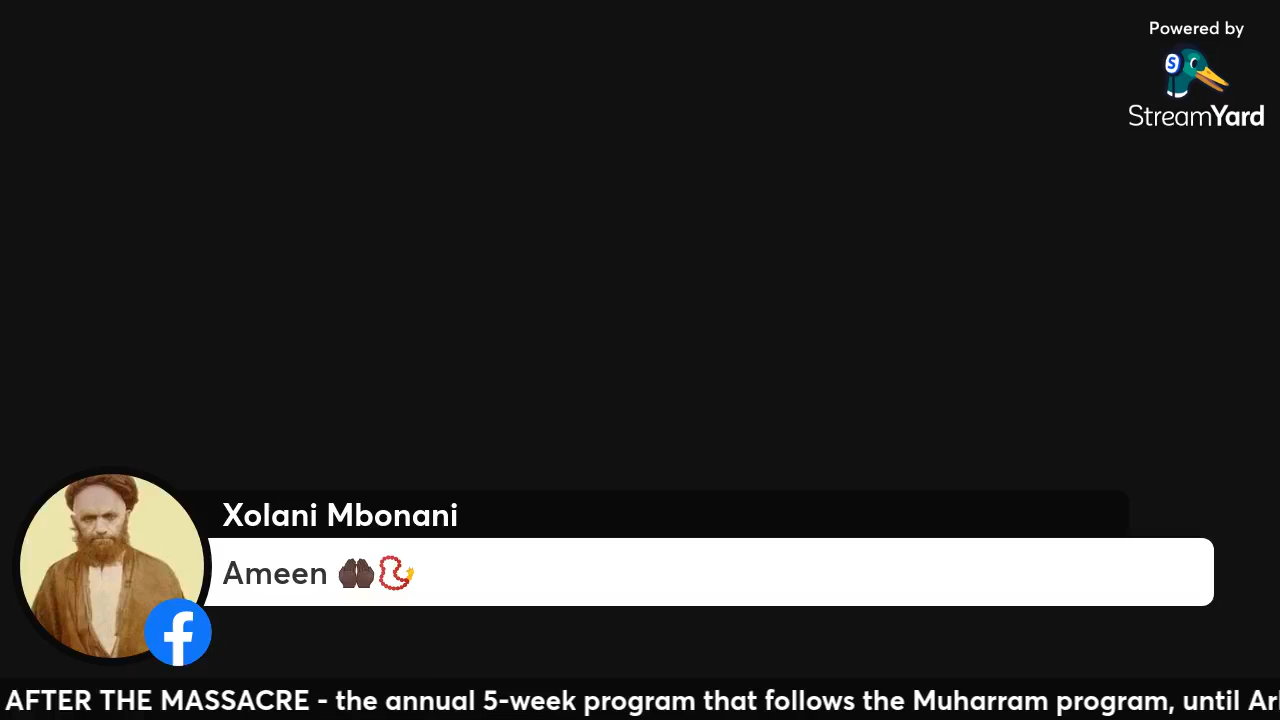 Powered by
StreamYard
Xolani Mbonani
Ameen 🤲🏿📿
AFTER THE MASSACRE - the annual 5-week program that follows the Muharram program, until